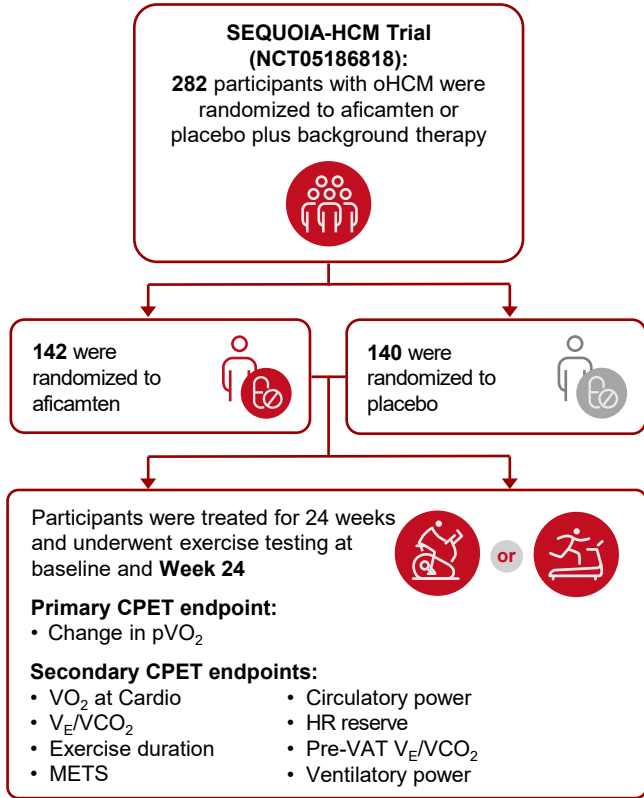 SEQUOIA-HCM Trial
(NCT05186818):
282 participants with oHCM were
randomized to aficamten or
placebo plus background therapy
142 were
randomized to
aficamten
140 were
randomized to
placebo
Participants were treated for 24 weeks
and underwent exercise testing at
baseline and Week 24
or
Primary CPET endpoint:
• Change in pVO₂
Secondary CPET endpoints:
• VO₂ at Cardio
• V_E/VCO₂
• Exercise duration
• METS
• Circulatory power
• HR reserve
• Pre-VAT V_E/VCO₂
• Ventilatory power